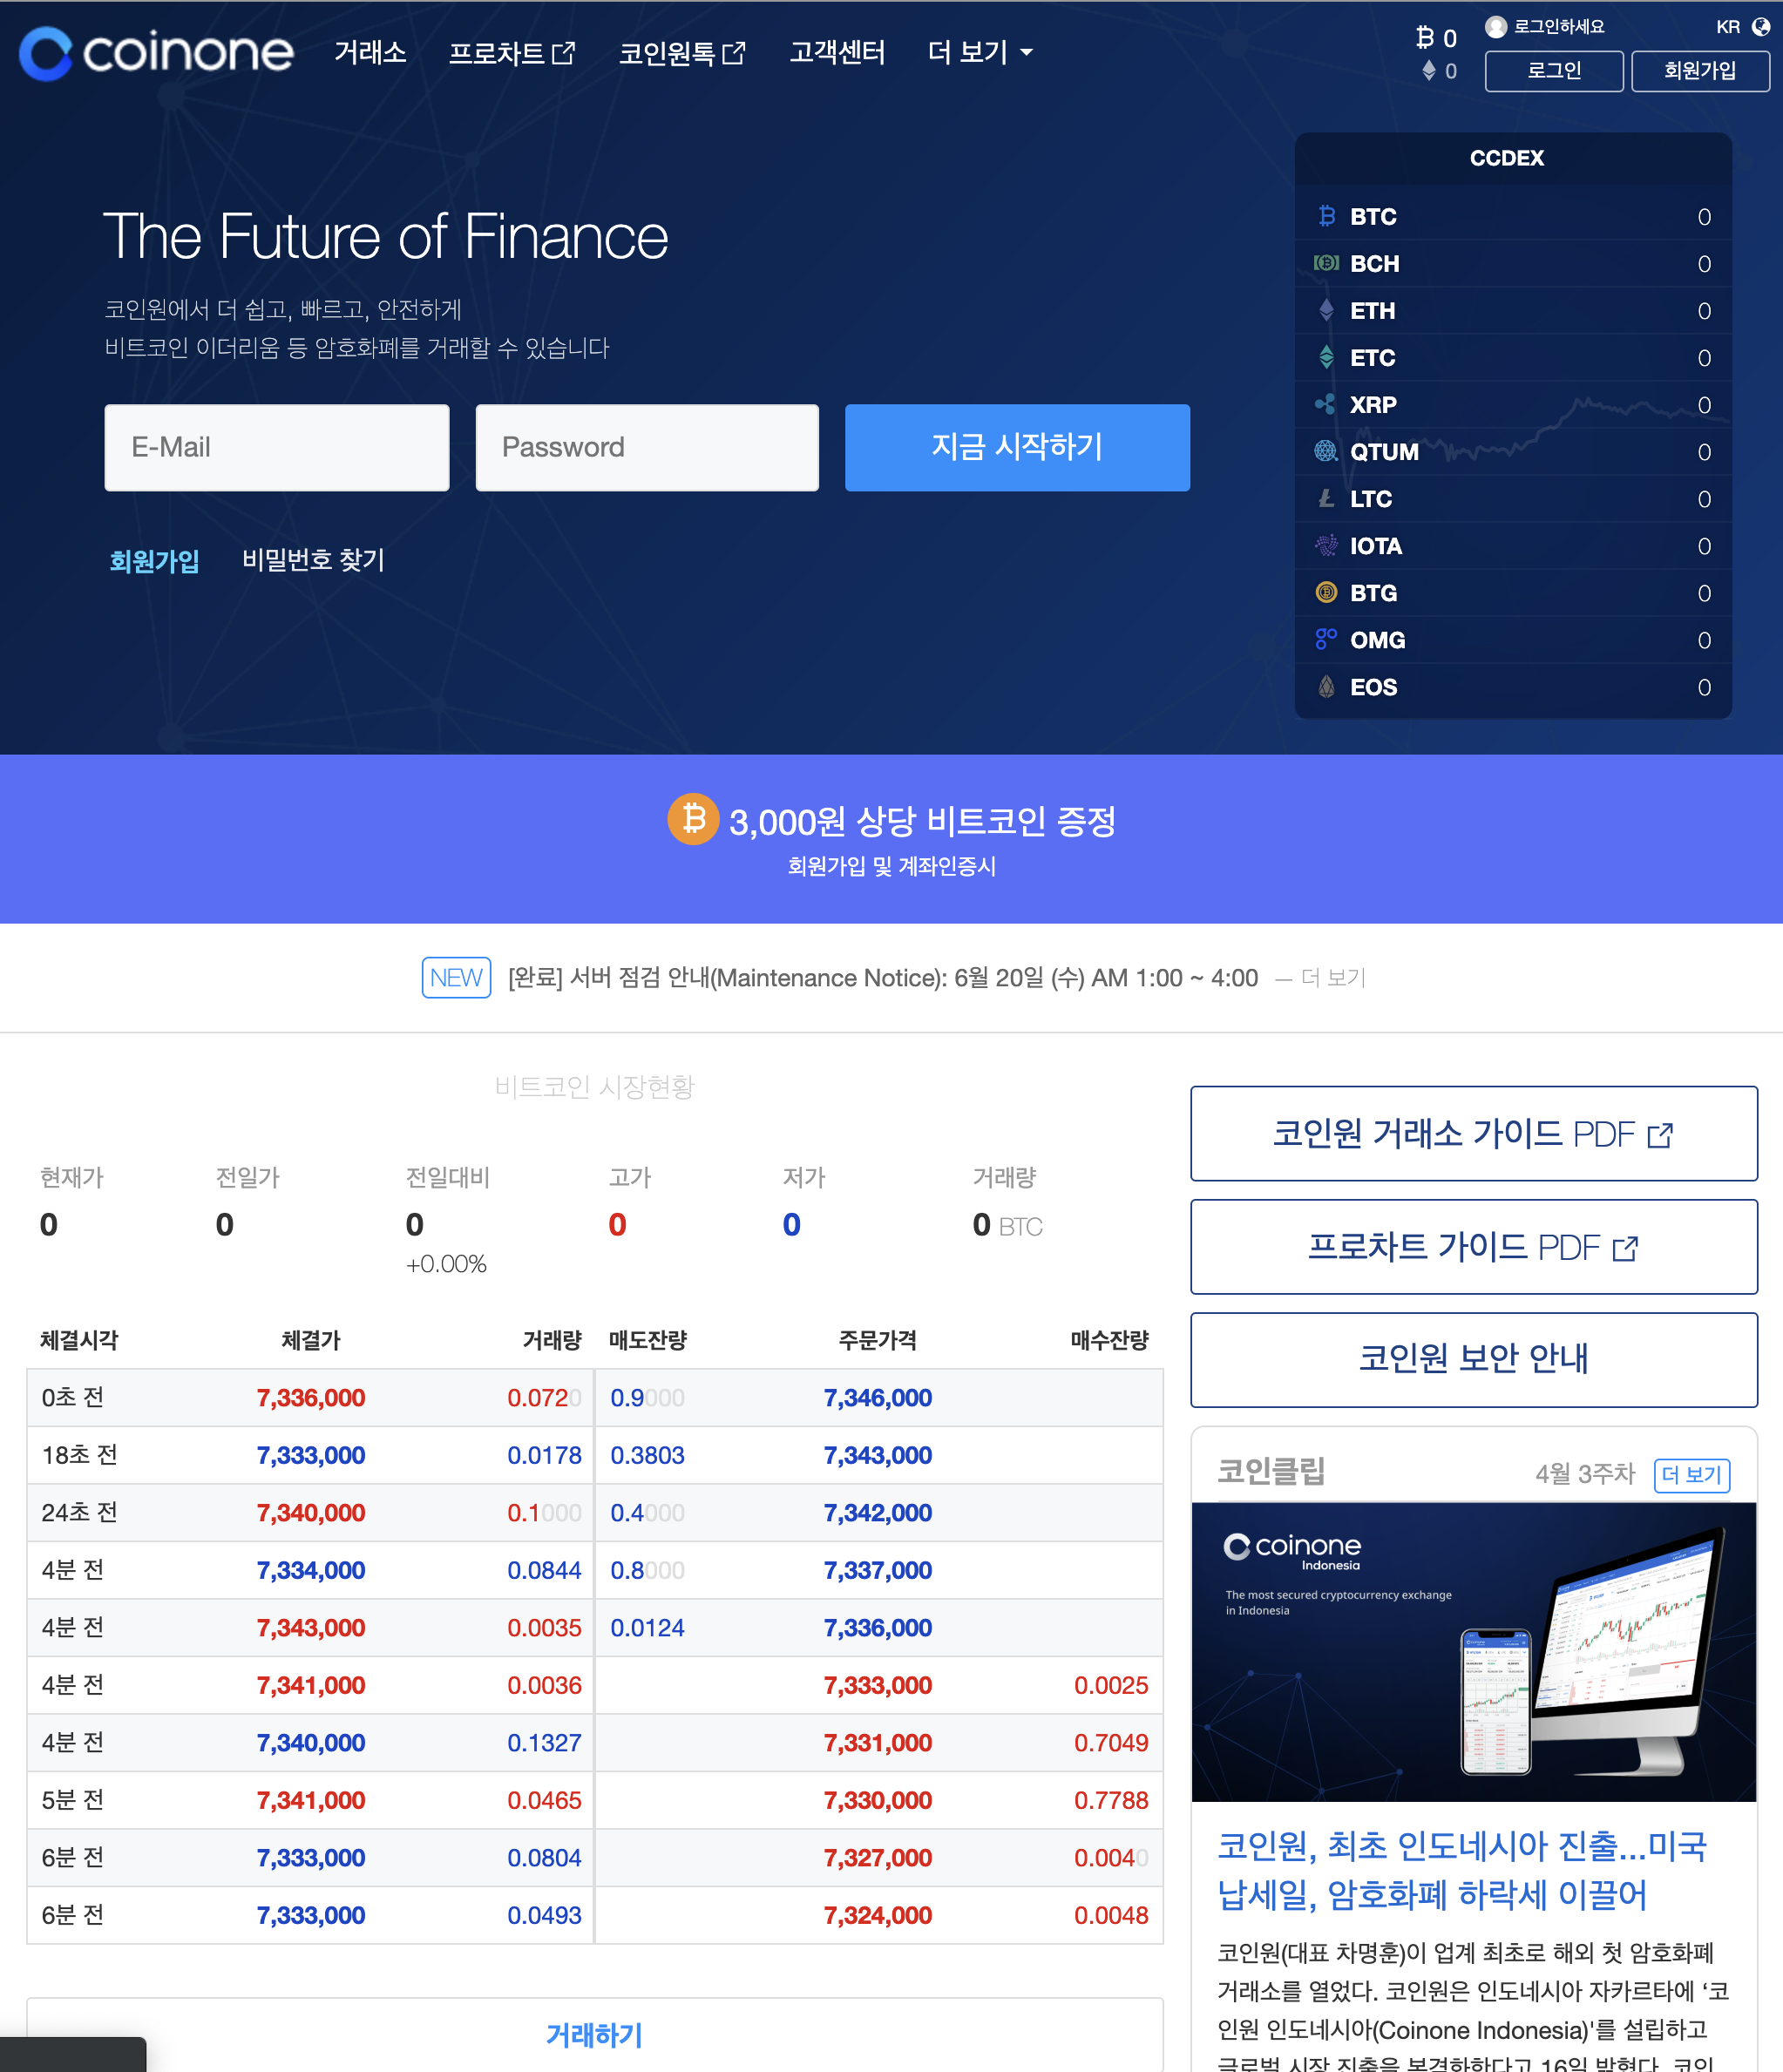 coinone
거래소
프로차트
코인원톡
고객센터
더 보기
0
0
로그인하세요
KR
로그인
회원가입
The Future of Finance
코인원에서 더 쉽고, 빠르고, 안전하게
비트코인 이더리움 등 암호화폐를 거래할 수 있습니다
E-Mail
Password
지금 시작하기
회원가입
비밀번호 찾기
CCDEX
BTC 0
BCH 0
ETH 0
ETC 0
XRP 0
QTUM 0
LTC 0
IOTA 0
BTG 0
OMG 0
EOS 0
3,000원 상당 비트코인 증정
회원가입 및 계좌인증시
NEW [완료] 서버 점검 안내(Maintenance Notice): 6월 20일 (수) AM 1:00 ~ 4:00 — 더 보기
비트코인 시장현황
현재가 전일가 전일대비 고가 저가 거래량
0 0 0 0 0 0 BTC
+0.00%
체결시각 체결가 거래량 매도잔량 주문가격 매수잔량
0초 전 7,336,000 0.0720 0.9000 7,346,000
18초 전 7,333,000 0.0178 0.3803 7,343,000
24초 전 7,340,000 0.1000 0.4000 7,342,000
4분 전 7,334,000 0.0844 0.8000 7,337,000
4분 전 7,343,000 0.0035 0.0124 7,336,000
4분 전 7,341,000 0.0036 7,333,000 0.0025
4분 전 7,340,000 0.1327 7,331,000 0.7049
5분 전 7,341,000 0.0465 7,330,000 0.7788
6분 전 7,333,000 0.0804 7,327,000 0.0040
6분 전 7,333,000 0.0493 7,324,000 0.0048
거래하기
코인원 거래소 가이드 PDF
프로차트 가이드 PDF
코인원 보안 안내
코인클립 4월 3주차 더 보기
coinone
Indonesia
The most secured cryptocurrency exchange
in Indonesia
코인원, 최초 인도네시아 진출...미국
납세일, 암호화폐 하락세 이끌어
코인원(대표 차명훈)이 업계 최초로 해외 첫 암호화폐
거래소를 열었다. 코인원은 인도네시아 자카르타에 ‘코
인원 인도네시아(Coinone Indonesia)'를 설립하고
글로벌 시장 진출을 본격화한다고 16일 밝혔다. 코인